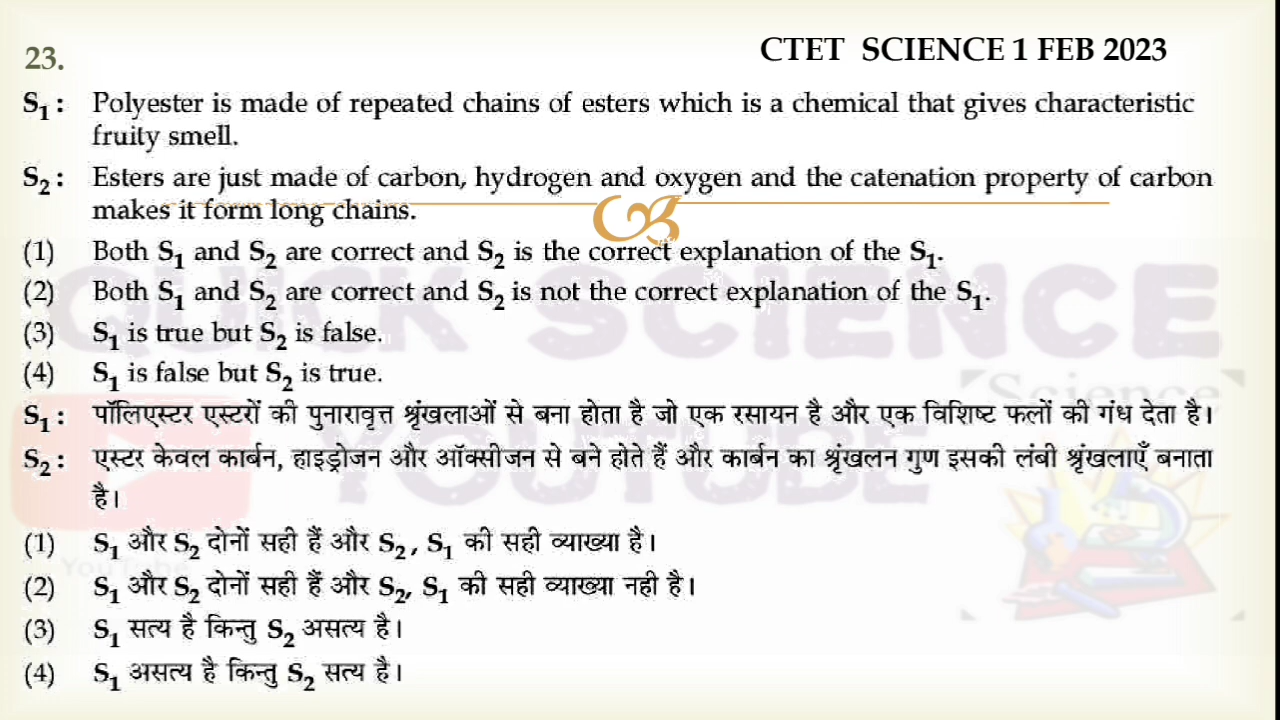 CTET SCIENCE 1 FEB 2023
23.
S₁ : Polyester is made of repeated chains of esters which is a chemical that gives characteristic
fruity smell.
S₂ : Esters are just made of carbon, hydrogen and oxygen and the catenation property of carbon
makes it form long chains.
(1) Both S₁ and S₂ are correct and S₂ is the correct explanation of the S₁.
(2) Both S₁ and S₂ are correct and S₂ is not the correct explanation of the S₁.
(3) S₁ is true but S₂ is false.
(4) S₁ is false but S₂ is true.
S₁ : पॉलिएस्टर एस्टरों की पुनारावृत्त श्रृंखलाओं से बना होता है जो एक रसायन है और एक विशिष्ट फलों की गंध देता है।
S₂ : एस्टर केवल कार्बन, हाइड्रोजन और ऑक्सीजन से बने होते हैं और कार्बन का श्रृंखलन गुण इसकी लंबी श्रृंखलाएँ बनाता
है।
(1) S₁ और S₂ दोनों सही हैं और S₂, S₁ की सही व्याख्या है।
(2) S₁ और S₂ दोनों सही हैं और S₂, S₁ की सही व्याख्या नही है।
(3) S₁ सत्य है किन्तु S₂ असत्य है।
(4) S₁ असत्य है किन्तु S₂ सत्य है।
QUICK SCIENCE
Science
YOUTUBE
YouTube